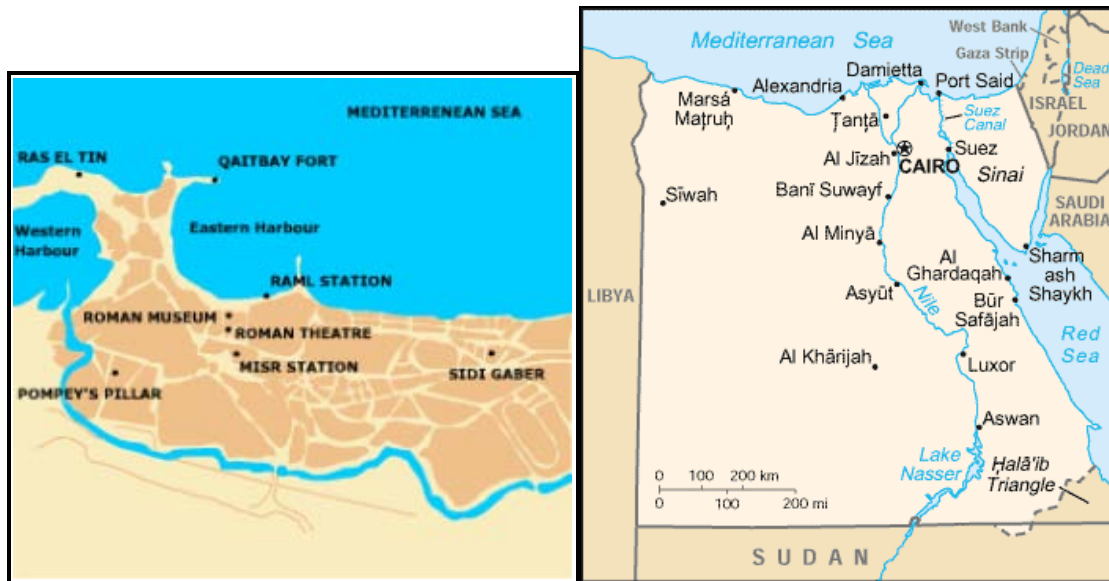 MEDITERRENEAN SEA
RAS EL TIN
QAITBAY FORT
Western
Harbour
Eastern Harbour
RAML STATION
ROMAN MUSEUM
ROMAN THEATRE
MISR STATION
SIDI GABER
POMPEY'S PILLAR
Mediterranean Sea
West Bank
Gaza Strip
Dead
Sea
Damietta
Alexandria
Port Said
Marsá
Maţruḩ
Ţanţā
Suez
Canal
ISRAEL
JORDAN
Al Jīzah
CAIRO
Suez
Sinai
Banī Suwayf
Sīwah
SAUDI
ARABIA
Al Minyā
Al
Ghardaqah
Sharm
ash
Shaykh
LIBYA
Asyūt
Nile
Būr
Safājah
Red
Sea
Al Khārijah
Luxor
Aswan
Lake
Nasser
Ḩalā'ib
Triangle
0 100 200 km
0 100 200 mi
SUDAN